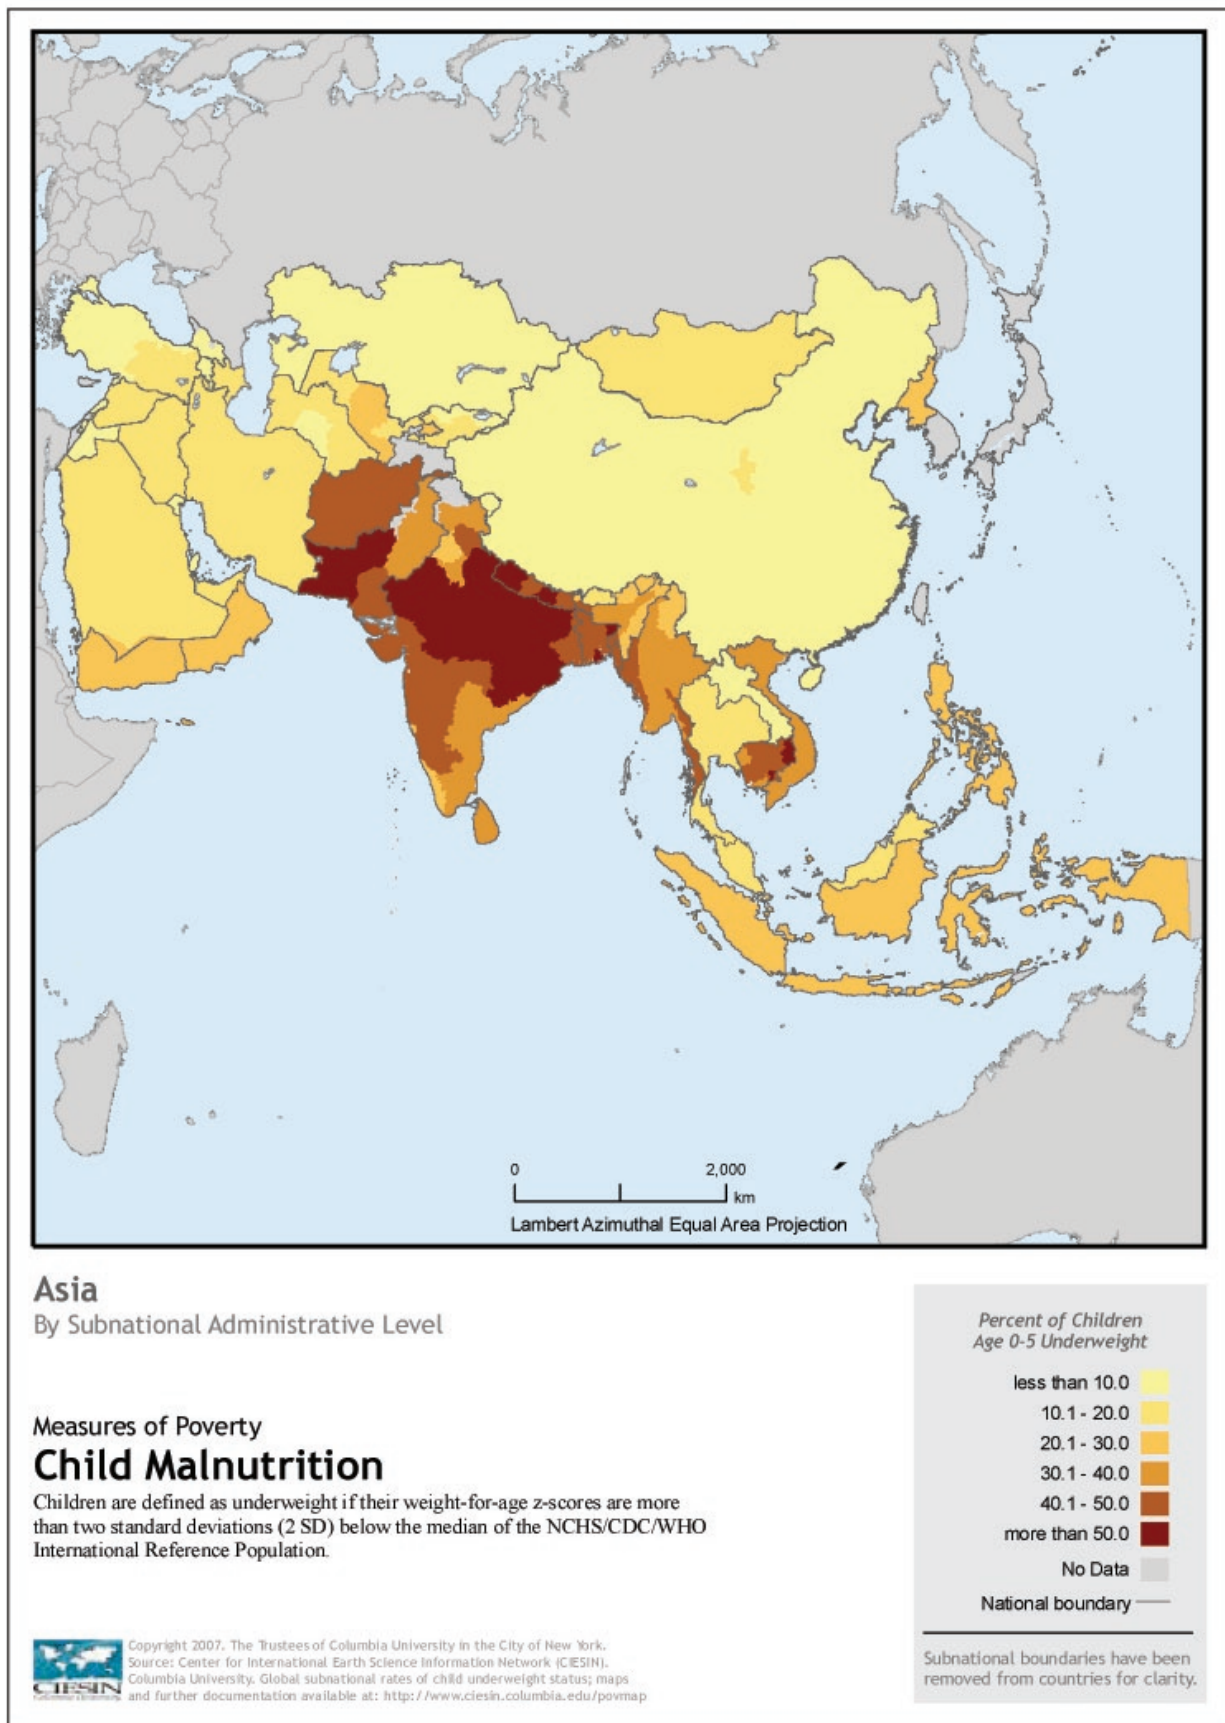 0 2,000
km
Lambert Azimuthal Equal Area Projection
Asia
By Subnational Administrative Level
Measures of Poverty
Child Malnutrition
Children are defined as underweight if their weight-for-age z-scores are more
than two standard deviations (2 SD) below the median of the NCHS/CDC/WHO
International Reference Population.
Percent of Children
Age 0-5 Underweight
less than 10.0
10.1 - 20.0
20.1 - 30.0
30.1 - 40.0
40.1 - 50.0
more than 50.0
No Data
National boundary
Subnational boundaries have been
removed from countries for clarity.
CIESIN
Copyright 2007. The Trustees of Columbia University in the City of New York.
Source: Center for International Earth Science Information Network (CIESIN).
Columbia University. Global subnational rates of child underweight status; maps
and further documentation available at: http://www.ciesin.columbia.edu/povmap